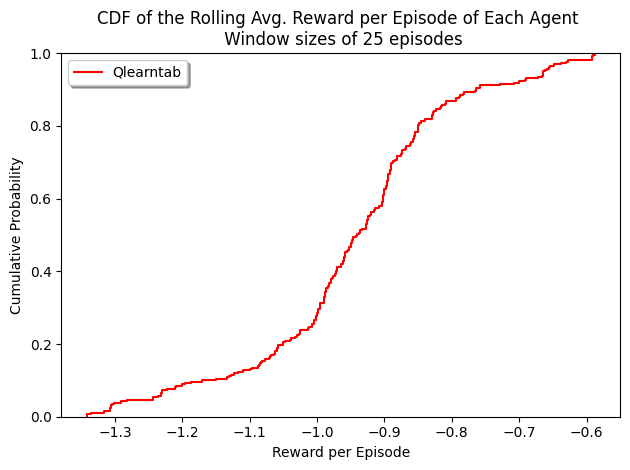 CDF of the Rolling Avg. Reward per Episode of Each Agent
Window sizes of 25 episodes
Qlearntab
Cumulative Probability
1.0
0.8
0.6
0.4
0.2
0.0
−1.3 −1.2 −1.1 −1.0 −0.9 −0.8 −0.7 −0.6
Reward per Episode